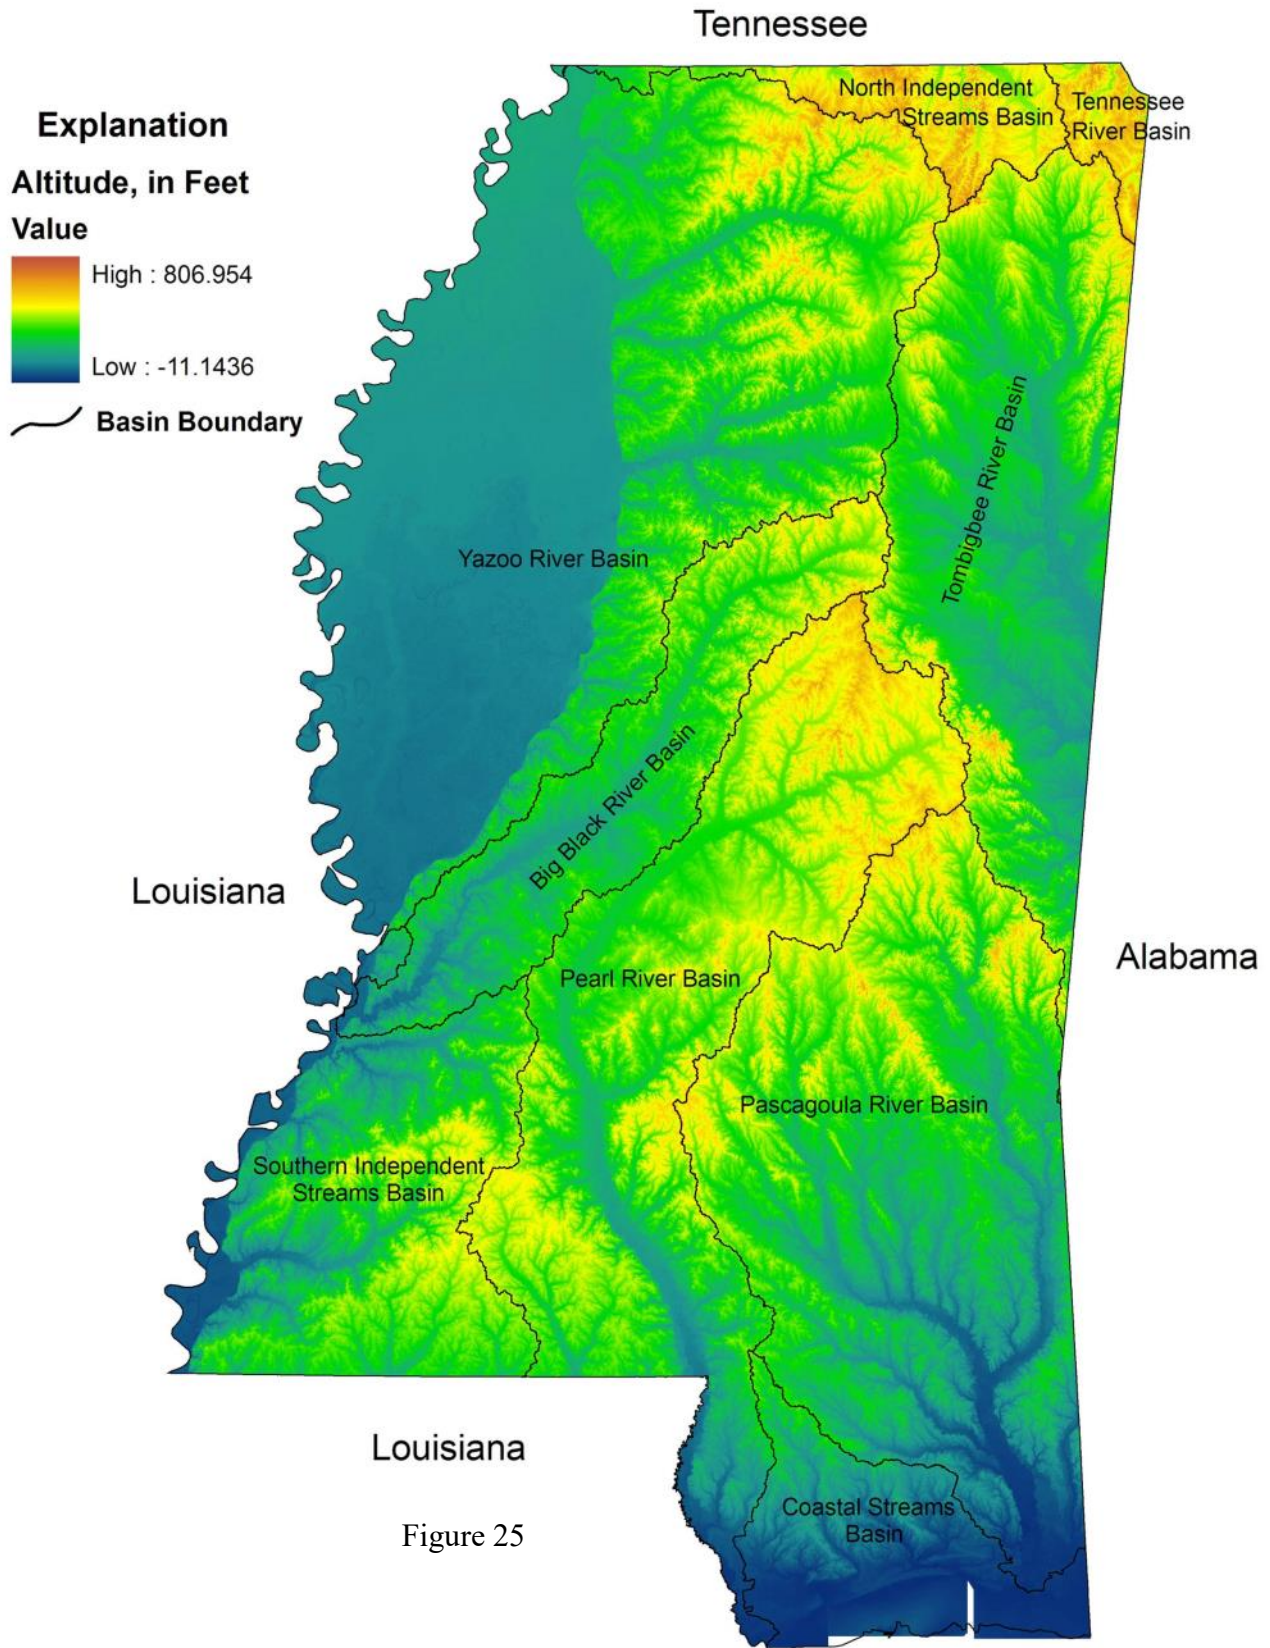 Tennessee
North Independent
Streams Basin
Tennessee
River Basin
Explanation
Altitude, in Feet
Value
High : 806.954
Low : -11.1436
Basin Boundary
Tombigbee River Basin
Yazoo River Basin
Big Black River Basin
Louisiana
Alabama
Pearl River Basin
Pascagoula River Basin
Southern Independent
Streams Basin
Louisiana
Coastal Streams
Basin
Figure 25